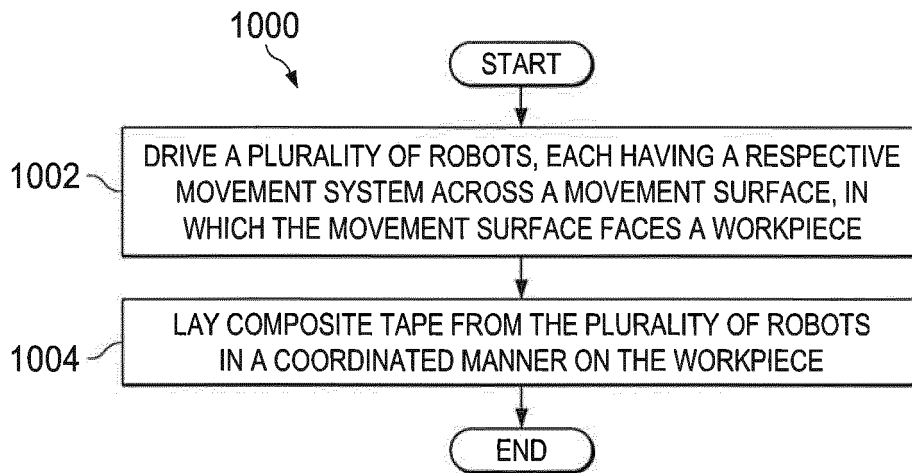 1000
START
1002
DRIVE A PLURALITY OF ROBOTS, EACH HAVING A RESPECTIVE
MOVEMENT SYSTEM ACROSS A MOVEMENT SURFACE, IN
WHICH THE MOVEMENT SURFACE FACES A WORKPIECE
1004
LAY COMPOSITE TAPE FROM THE PLURALITY OF ROBOTS
IN A COORDINATED MANNER ON THE WORKPIECE
END